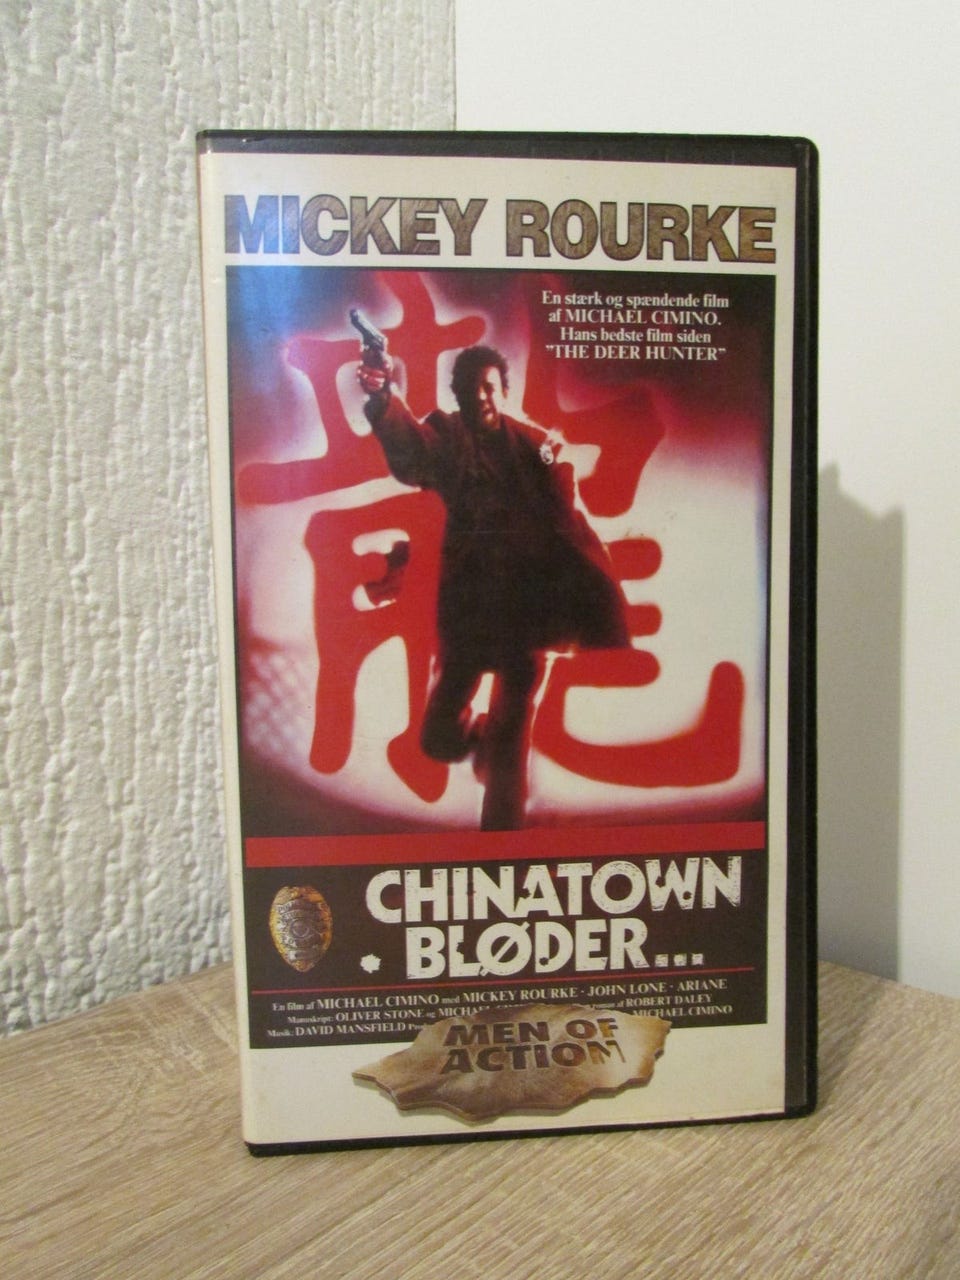 MICKEY ROURKE
En stærk og spændende film
af MICHAEL CIMINO.
Hans bedste film siden
"THE DEER HUNTER"
龍
CHINATOWN
BLØDER...
En film af MICHAEL CIMINO med MICKEY ROURKE · JOHN LONE · ARIANE
Manuskript: OLIVER STONE og roman af ROBERT DALEY
Musik: DAVID MANSFIELD MICHAEL CIMINO
MEN OF
ACTION